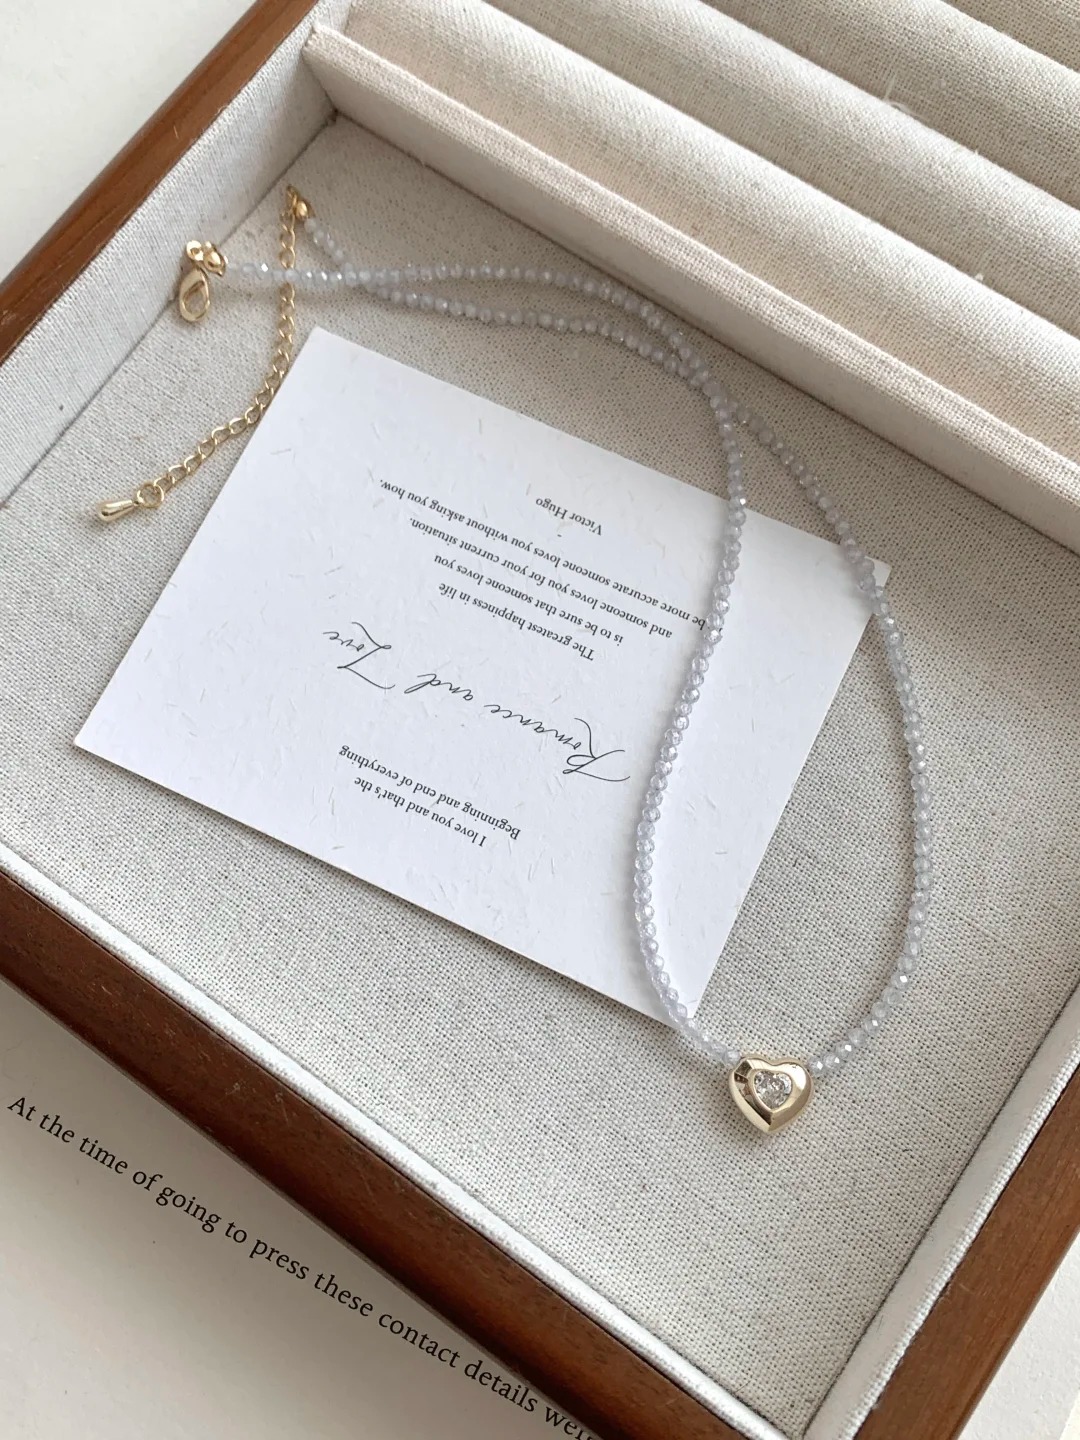 I love you and that's the
Beginning and end of everything
Romance and Love
The greatest happiness in life
is to be sure that someone loves you
and someone loves you for your current situation.
be more accurate someone loves you without asking you how.
-
Victor Hugo
At the time of going to press these contact details wer